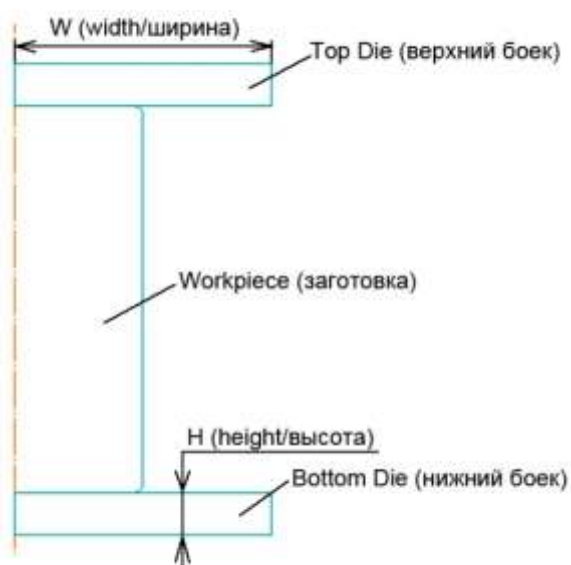 W (width/ширина)
Top Die (верхний боек)
Workpiece (заготовка)
H (height/высота)
Bottom Die (нижний боек)